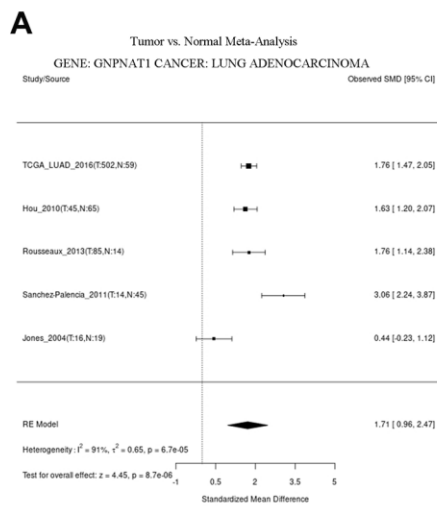 A
Tumor vs. Normal Meta-Analysis
GENE: GNPNAT1 CANCER: LUNG ADENOCARCINOMA
Study/Source Observed SMD [95% CI]
TCGA_LUAD_2016(T:502,N:59) 1.76 [1.47, 2.05]
Hou_2010(T:45,N:65) 1.63 [1.20, 2.07]
Rousseaux_2013(T:85,N:14) 1.76 [1.14, 2.38]
Sanchez-Palencia_2011(T:14,N:45) 3.06 [2.24, 3.87]
Jones_2004(T:16,N:19) 0.44 [-0.23, 1.12]
RE Model 1.71 [0.96, 2.47]
Heterogeneity: I² = 91%, τ² = 0.65, p = 6.7e-05
Test for overall effect: z = 4.45, p = 8.7e-06
-1 0.5 2 3.5 5
Standardized Mean Difference